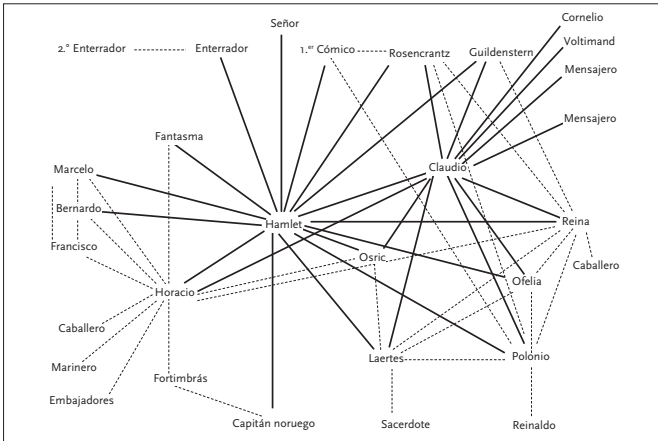 Señor
Cornelio
Voltimand
2.° Enterrador
Enterrador
1.er Cómico
Rosencrantz
Guildenstern
Mensajero
Mensajero
Fantasma
Marcelo
Claudio
Bernardo
Hamlet
Reina
Francisco
Osric
Caballero
Ofelia
Horacio
Caballero
Marinero
Fortimbrás
Laertes
Polonio
Embajadores
Capitán noruego
Sacerdote
Reinaldo